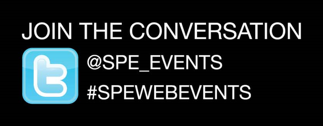 JOIN THE CONVERSATION
@SPE_EVENTS
#SPEWEBEVENTS